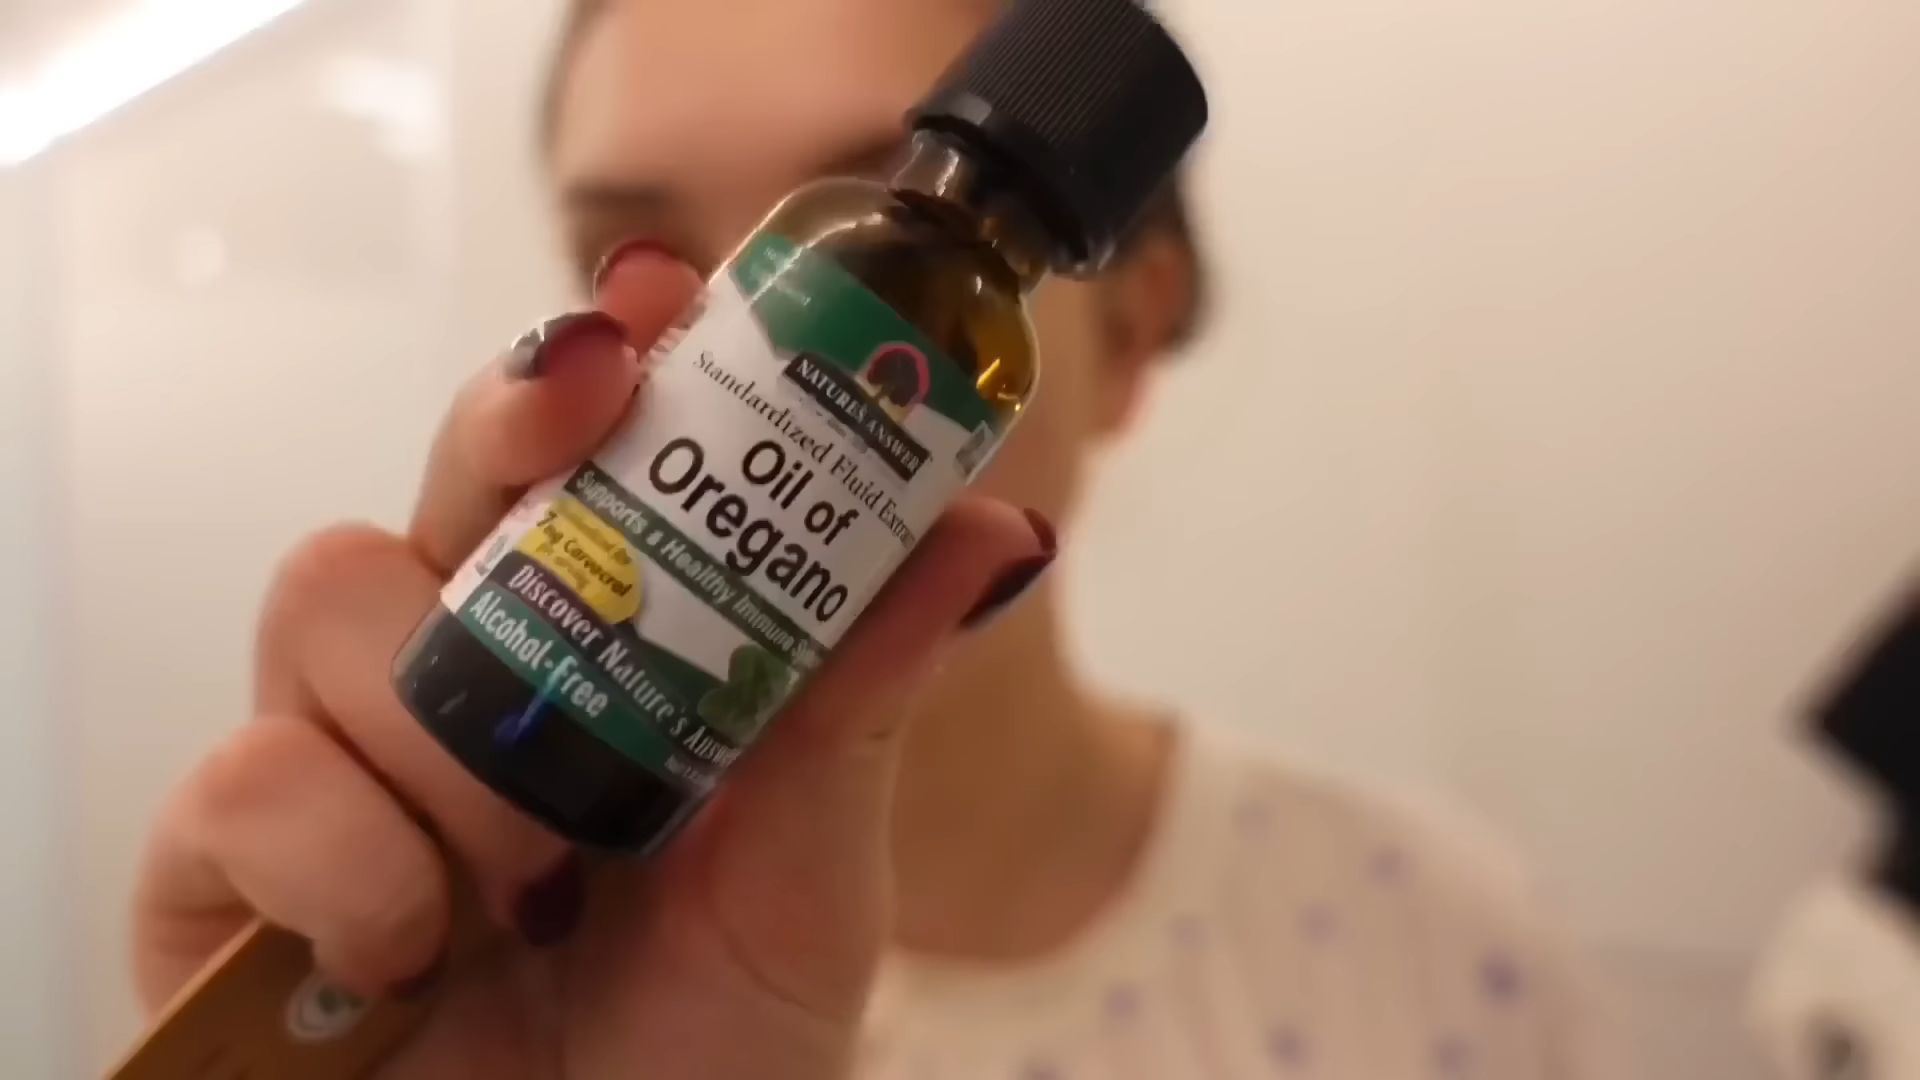 NATURE'S ANSWER
Standardized Fluid Extract
Oil of
Oregano
Supports a Healthy Immune
7mg Carvacrol
Discover Nature's Answer
Alcohol-Free